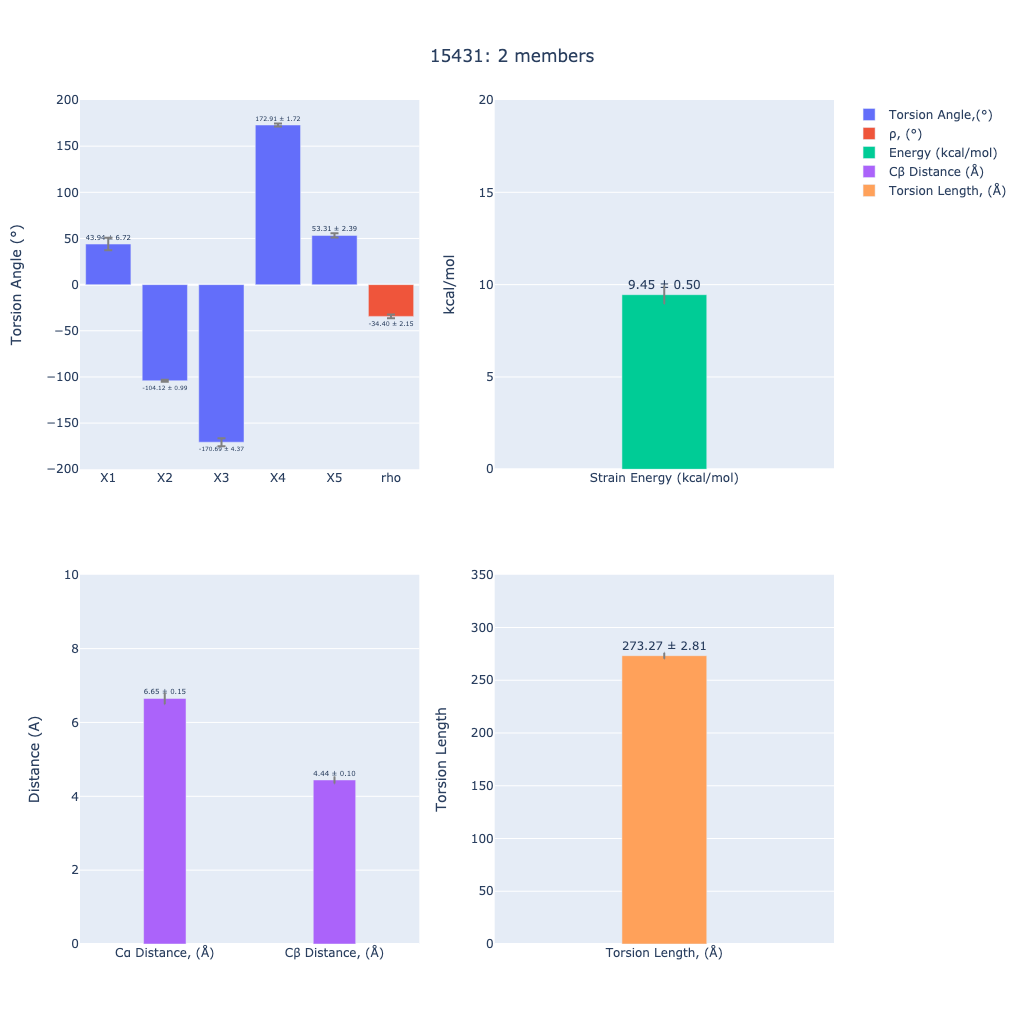 15431: 2 members
Torsion Angle (°)
200
150
100
50
0
−50
−100
−150
−200
43.94 ± 6.72
-104.12 ± 0.99
-170.69 ± 4.37
172.91 ± 1.72
53.31 ± 2.39
-34.40 ± 2.15
X1 X2 X3 X4 X5 rho
kcal/mol
20
15
10
5
0
9.45 ± 0.50
Strain Energy (kcal/mol)
Torsion Angle,(°)
ρ, (°)
Energy (kcal/mol)
Cβ Distance (Å)
Torsion Length, (Å)
Distance (A)
10
8
6
4
2
0
6.65 ± 0.15
4.44 ± 0.10
Cα Distance, (Å) Cβ Distance, (Å)
Torsion Length
350
300
250
200
150
100
50
0
273.27 ± 2.81
Torsion Length, (Å)